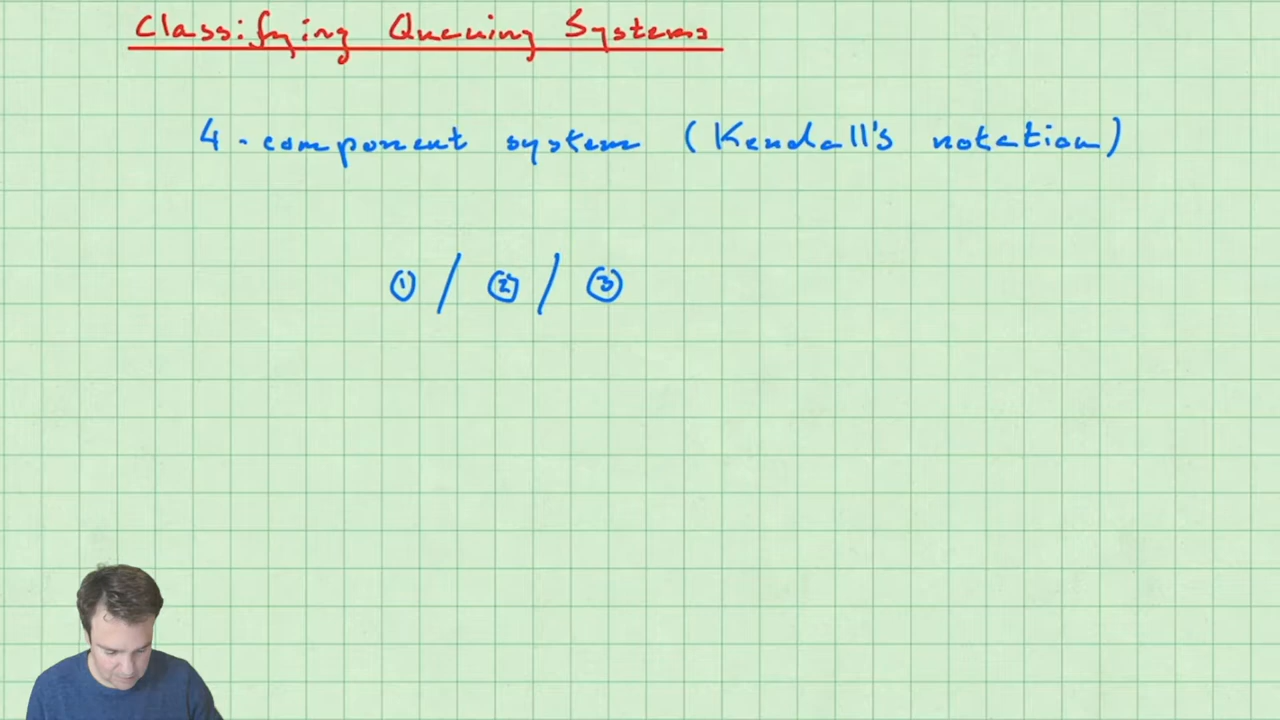 Classifying Queuing Systems
4-component system (Kendall's notation)
① / ② / ③